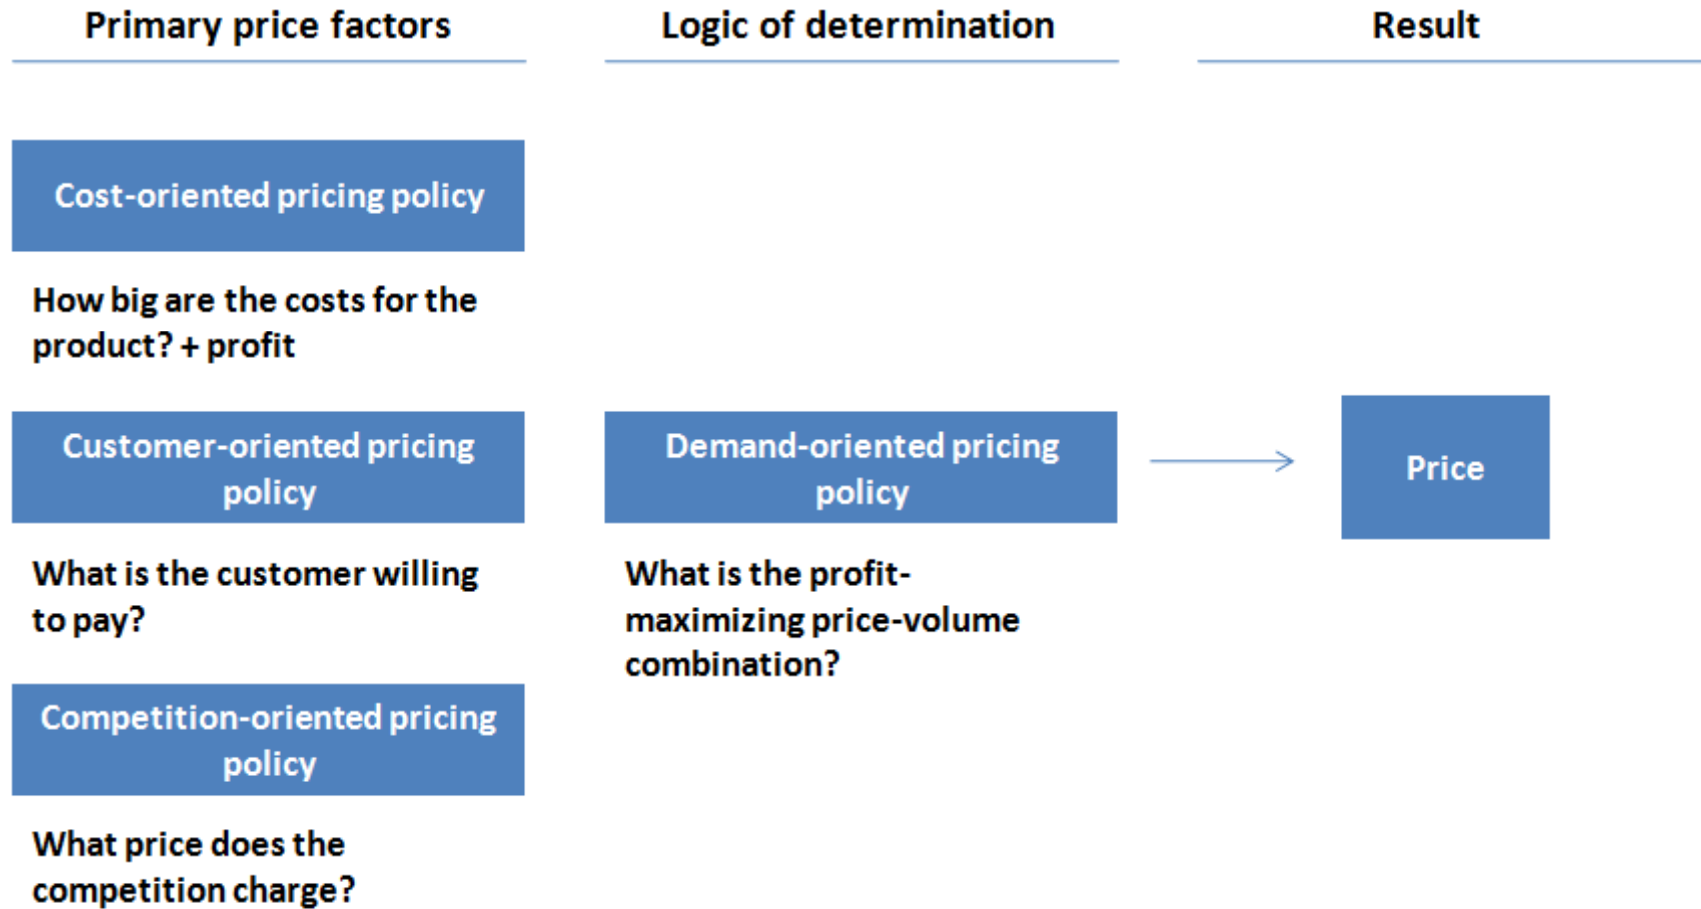 Primary price factors
Logic of determination
Result
Cost-oriented pricing policy
How big are the costs for the
product? + profit
Customer-oriented pricing
policy
What is the customer willing
to pay?
Competition-oriented pricing
policy
What price does the
competition charge?
Demand-oriented pricing
policy
What is the profit-
maximizing price-volume
combination?
Price